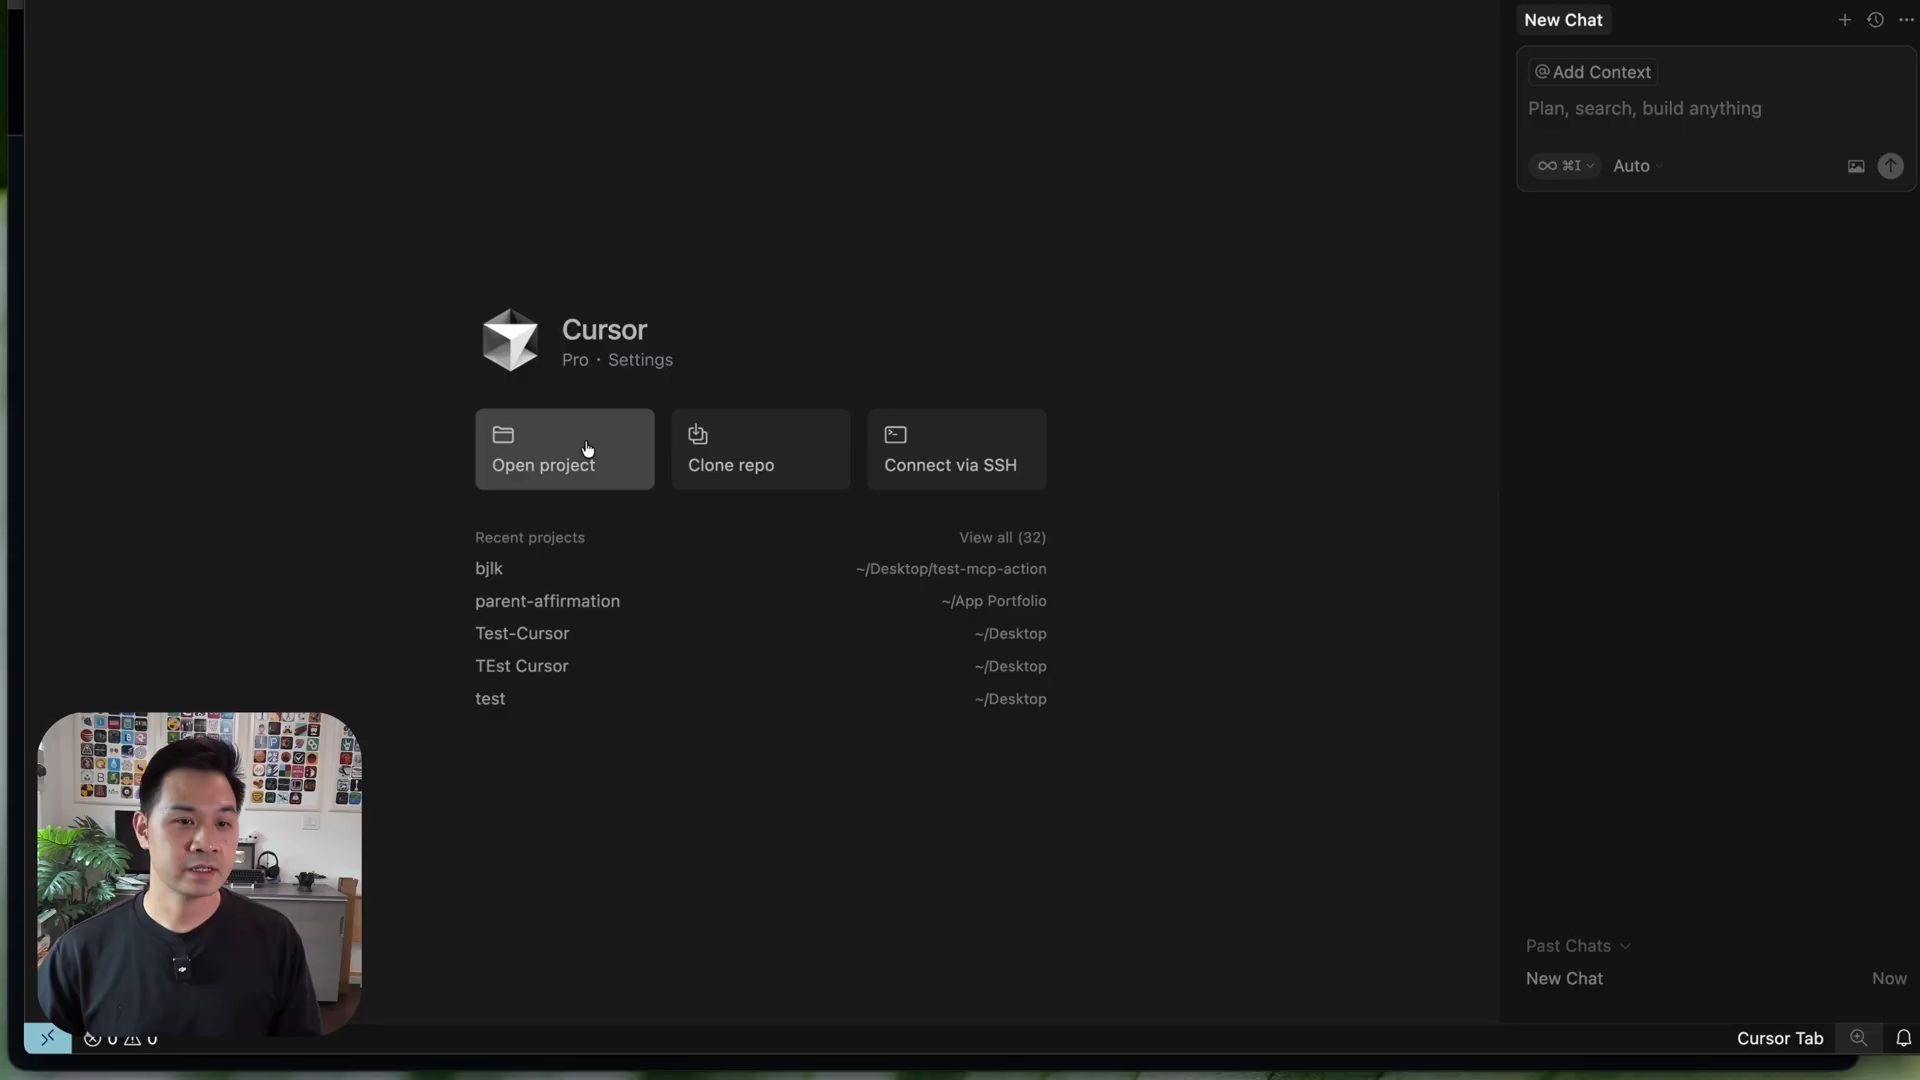 New Chat
@ Add Context
Plan, search, build anything
⌘I
Auto
Cursor
Pro · Settings
Open project
Clone repo
Connect via SSH
Recent projects
View all (32)
bjlk
~/Desktop/test-mcp-action
parent-affirmation
~/App Portfolio
Test-Cursor
~/Desktop
TEst Cursor
~/Desktop
test
~/Desktop
Past Chats
New Chat
Now
0
0
Cursor Tab